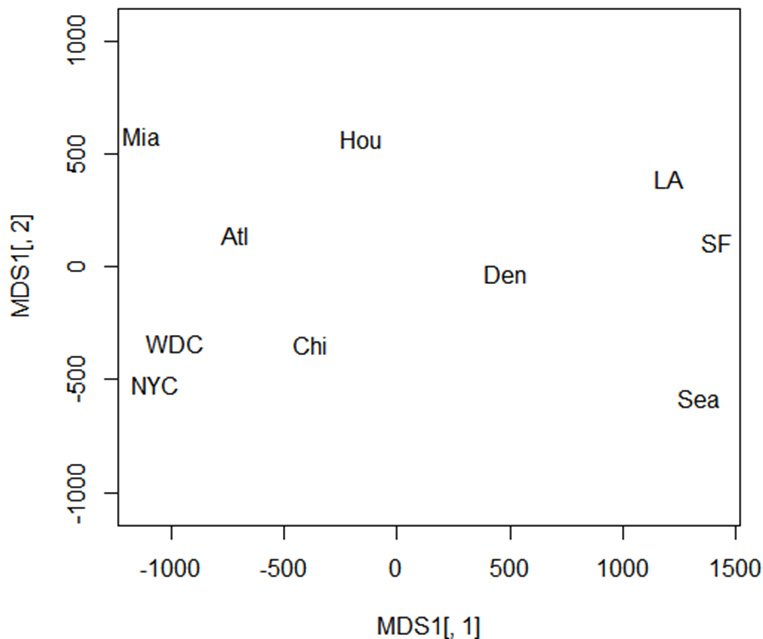 1000
500
0
-500
-1000
MDS1[, 2]
Mia
Hou
LA
Atl
SF
Den
WDC
Chi
NYC
Sea
-1000 -500 0 500 1000 1500
MDS1[, 1]